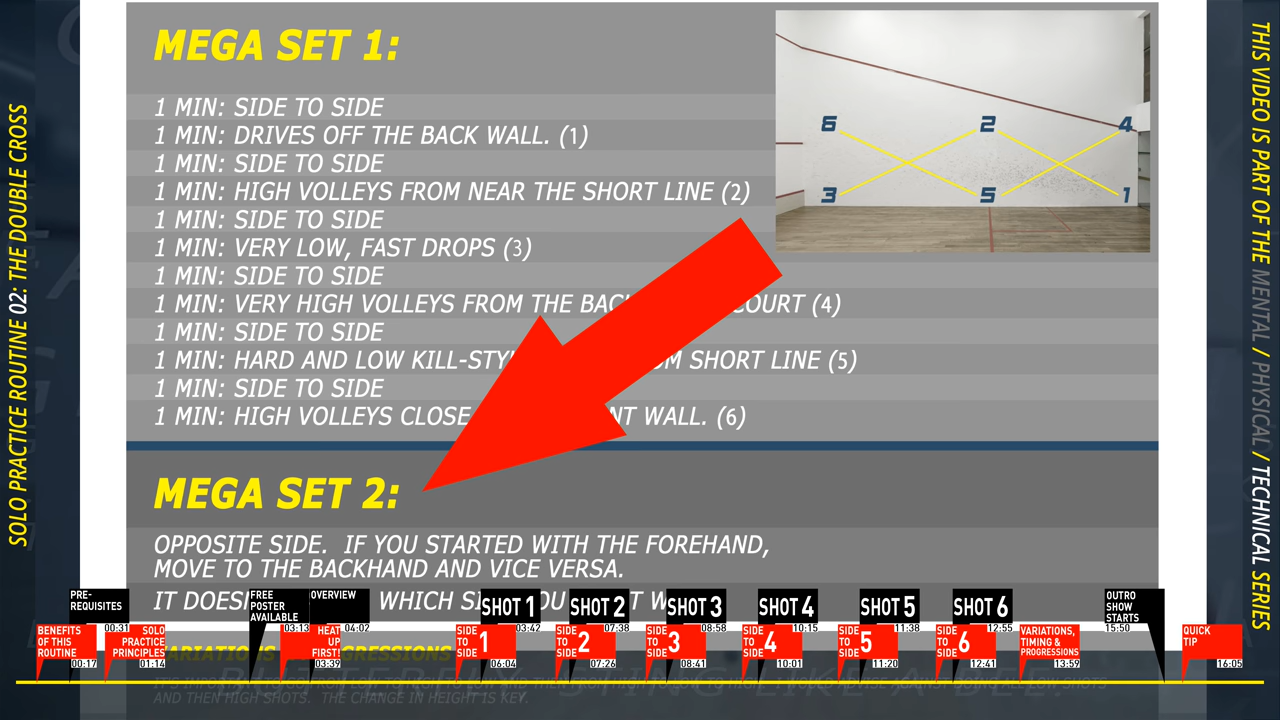 MEGA SET 1:
1 MIN: SIDE TO SIDE
1 MIN: DRIVES OFF THE BACK WALL. (1)
1 MIN: SIDE TO SIDE
1 MIN: HIGH VOLLEYS FROM NEAR THE SHORT LINE (2)
1 MIN: SIDE TO SIDE
1 MIN: VERY LOW, FAST DROPS (3)
1 MIN: SIDE TO SIDE
1 MIN: VERY HIGH VOLLEYS FROM THE COURT (4)
1 MIN: SIDE TO SIDE
1 MIN: HARD AND LOW SHORT LINE (5)
1 MIN: SIDE TO SIDE
1 MIN: HIGH VOLLEYS CLOSE WALL. (6)
6 2 4
3 5 1
MEGA SET 2:
OPPOSITE SIDE. IF YOU STARTED WITH THE FOREHAND,
MOVE TO THE BACKHAND AND VICE VERSA.
IT WHICH
SOLO PRACTICE ROUTINE 02: THE DOUBLE CROSS
THIS VIDEO IS PART OF THE MENTAL / PHYSICAL / TECHNICAL SERIES
BENEFITS
OF THIS
ROUTINE
00:17
PRE-
REQUISITES
00:31
SOLO
PRACTICE
PRINCIPLES
01:14
FREE
POSTER
AVAILABLE
03:13
HEAT
UP
FIRST!
03:39
OVERVIEW
04:02
SIDE
TO
SIDE 1
06:04
SHOT 1
03:42
SIDE
TO
SIDE 2
07:26
SHOT 2
07:38
SIDE
TO
SIDE 3
08:41
SHOT 3
08:58
SIDE
TO
SIDE 4
10:01
SHOT 4
10:15
SIDE
TO
SIDE 5
11:20
SHOT 5
11:38
SIDE
TO
SIDE 6
12:41
SHOT 6
12:55
VARIATIONS,
TIMING &
PROGRESSIONS
13:59
OUTRO
SHOW
STARTS
15:50
QUICK
TIP
16:05
AND THEN HIGH SHOTS. THE CHANGE IN HEIGHT IS KEY.